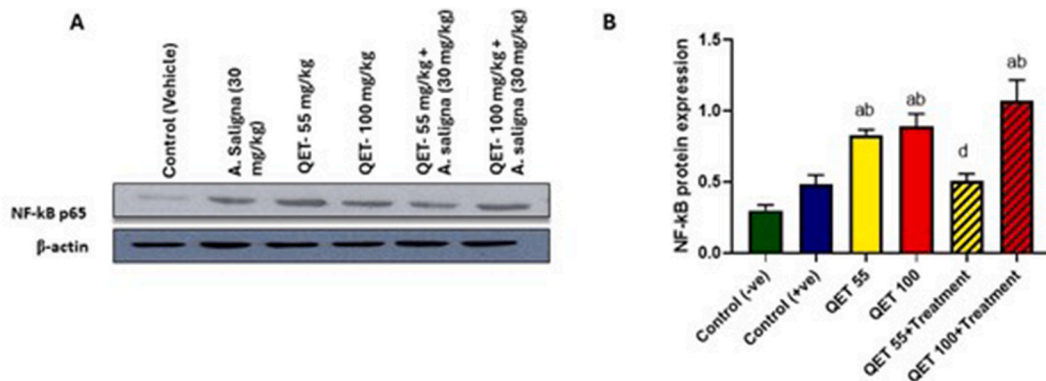 A
Control (Vehicle)
A. Saligna (30
mg/kg)
QET- 55 mg/kg
QET- 100 mg/kg
QET- 55 mg/kg +
A. saligna (30 mg/kg)
QET- 100 mg/kg +
A. saligna (30 mg/kg)
NF-kB p65
β-actin
B
NF-kB protein expression
1.5
1.0
0.5
0.0
ab
ab
d
ab
Control (-ve)
Control (+ve)
QET 55
QET 100
QET 55+Treatment
QET 100+Treatment